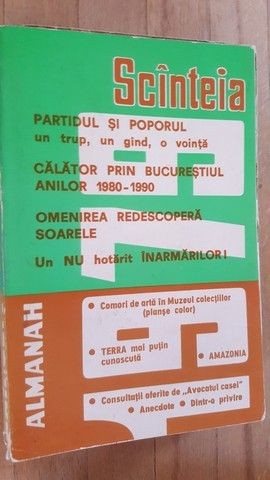 Scînteia
PARTIDUL ȘI POPORUL
un trup, un gînd, o voință
CĂLĂTOR PRIN BUCUREȘTIUL
ANILOR 1980-1990
OMENIREA REDESCOPERĂ
SOARELE
Un NU hotărît ÎNARMĂRILOR!
ALMANAH
1979
• Comori de artă în Muzeul colecțiilor
(planșe color)
• TERRA mai puțin
cunoscută
• AMAZONIA
• Consultații oferite de „Avocatul casei"
• Anecdote • Dintr-o privire